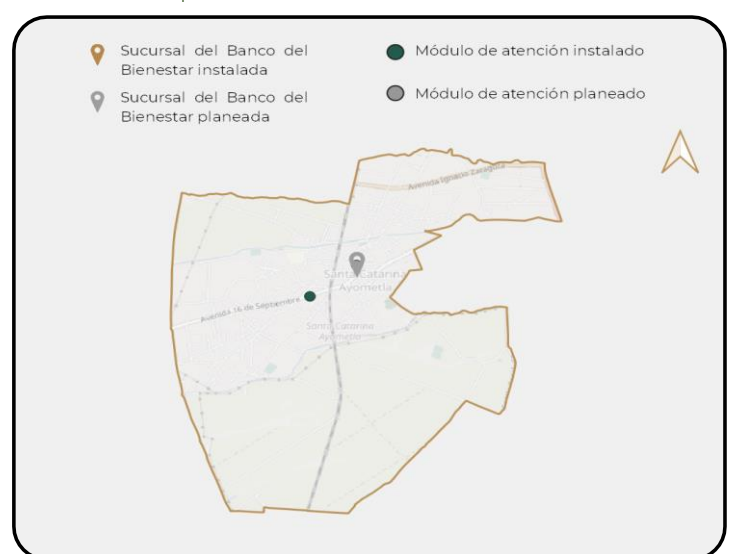 Sucursal del Banco del
Bienestar instalada
Sucursal del Banco del
Bienestar planeada
Módulo de atención instalado
Módulo de atención planeado
Avenida Ignacio Zaragoza
Santa Catarina
Ayometla
Avenida 16 de Septiembre
Santa Catarina
Ayometla